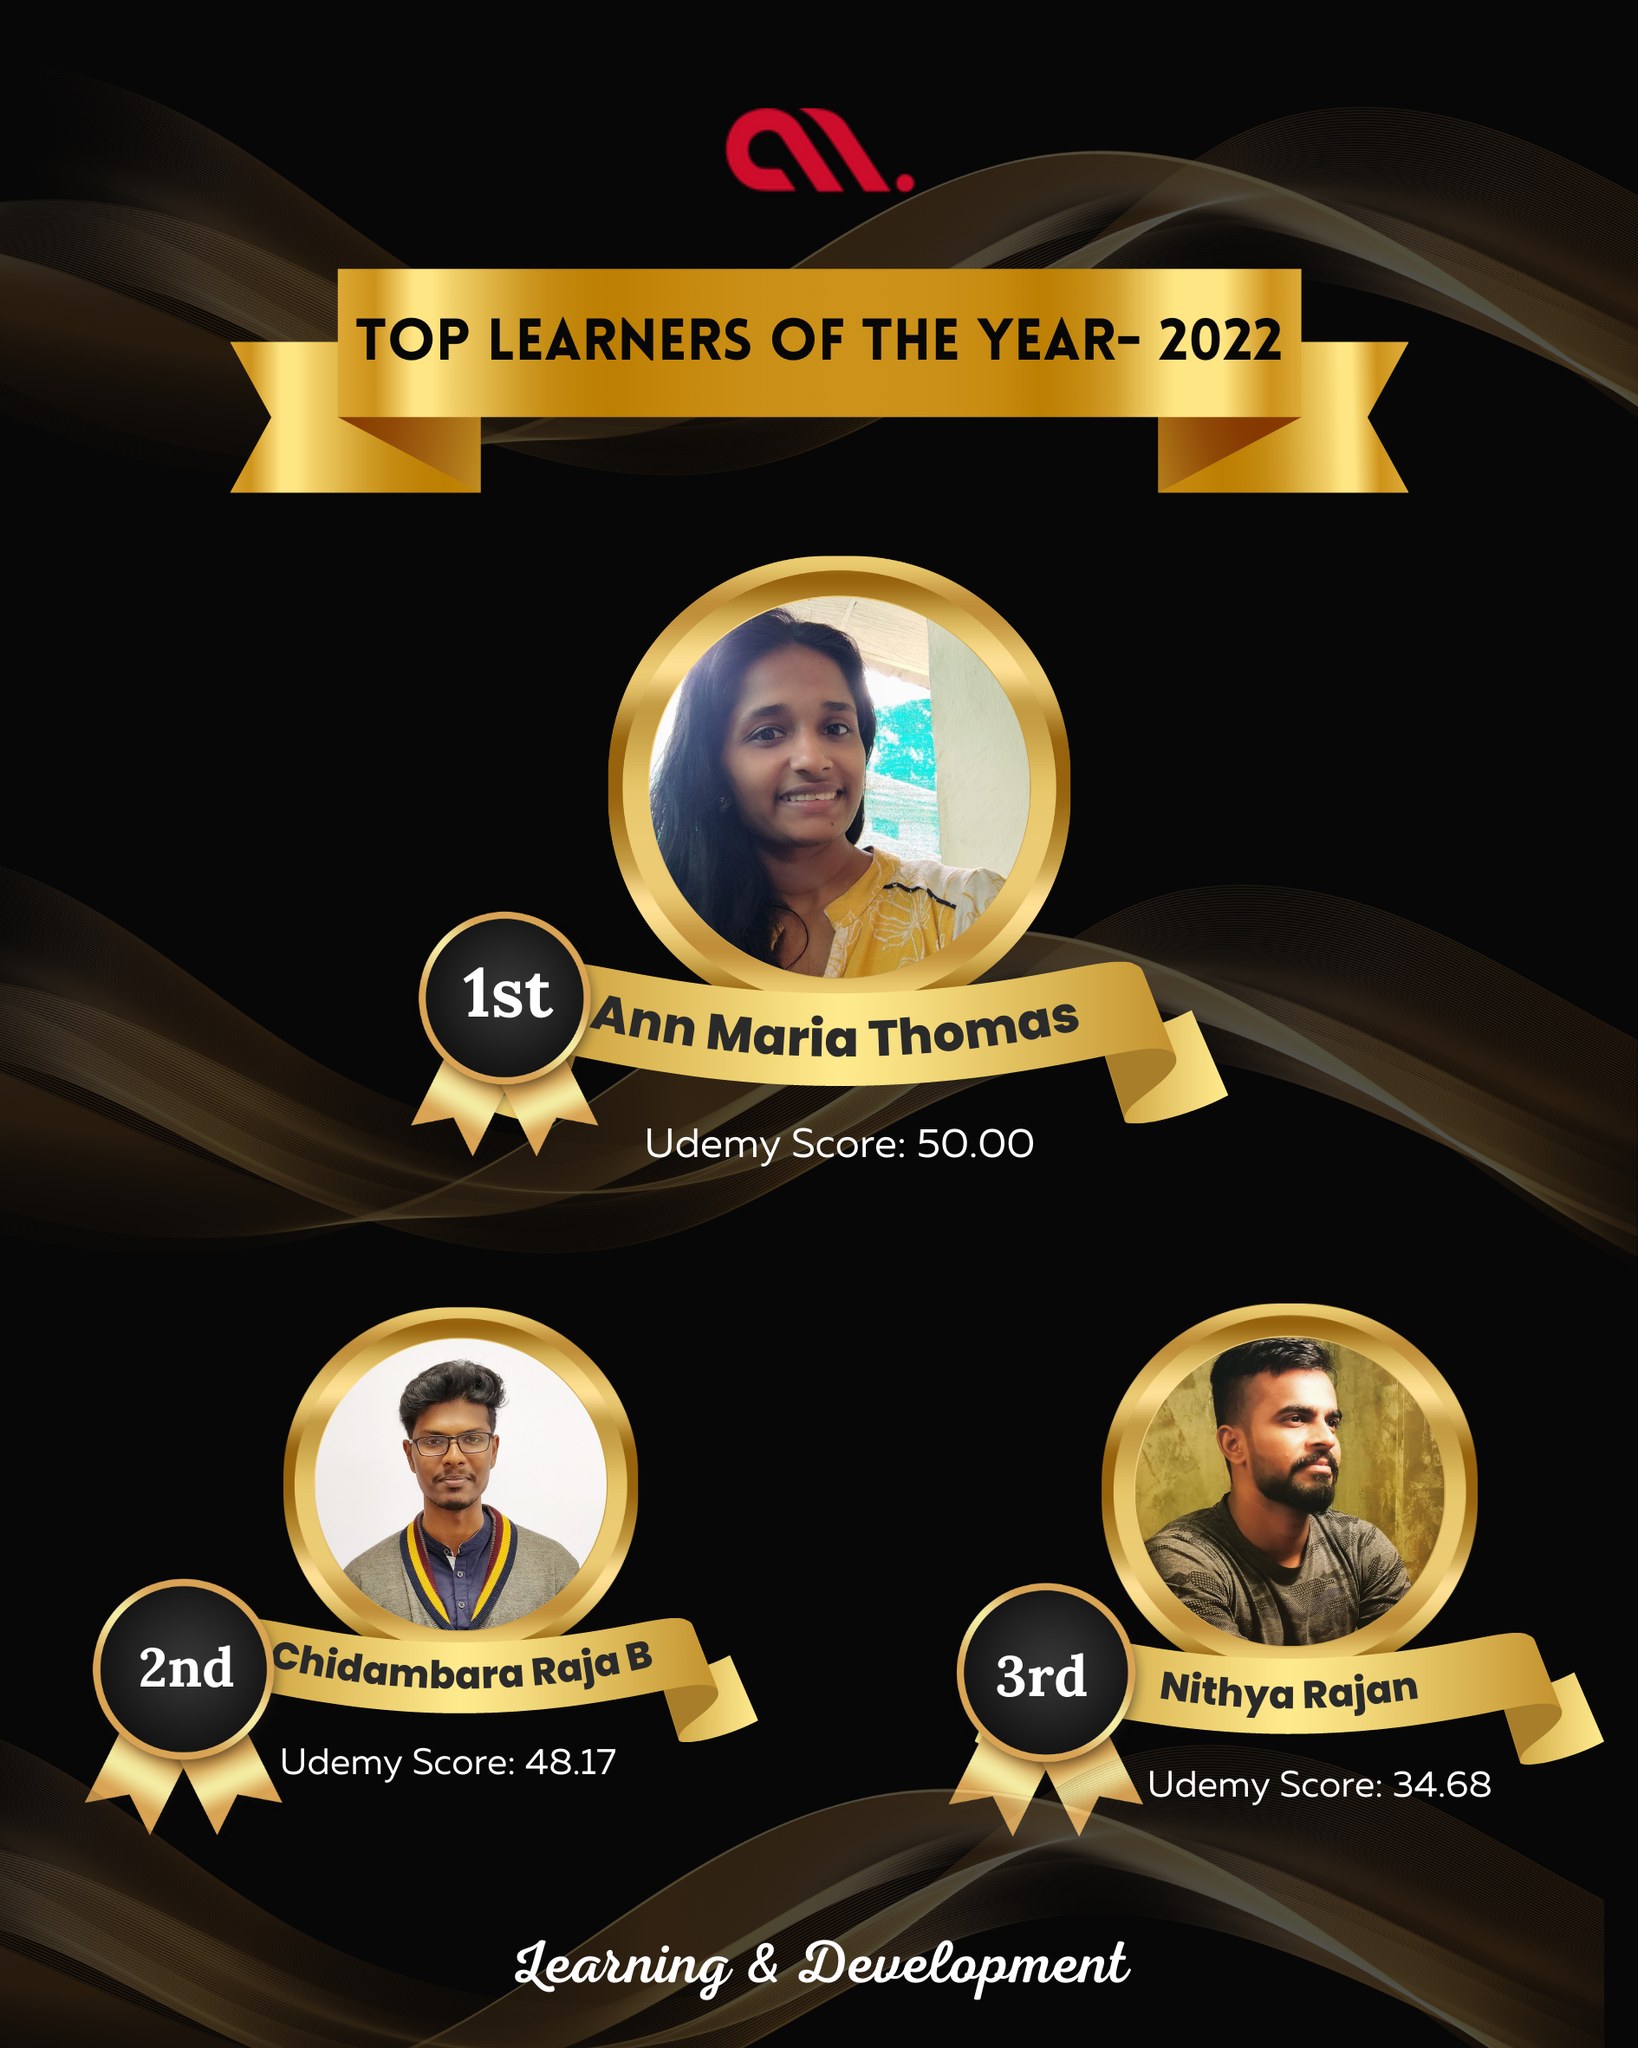 TOP LEARNERS OF THE YEAR- 2022
1st
Ann Maria Thomas
Udemy Score: 50.00
2nd
Chidambara Raja B
Udemy Score: 48.17
3rd
Nithya Rajan
Udemy Score: 34.68
Learning & Development